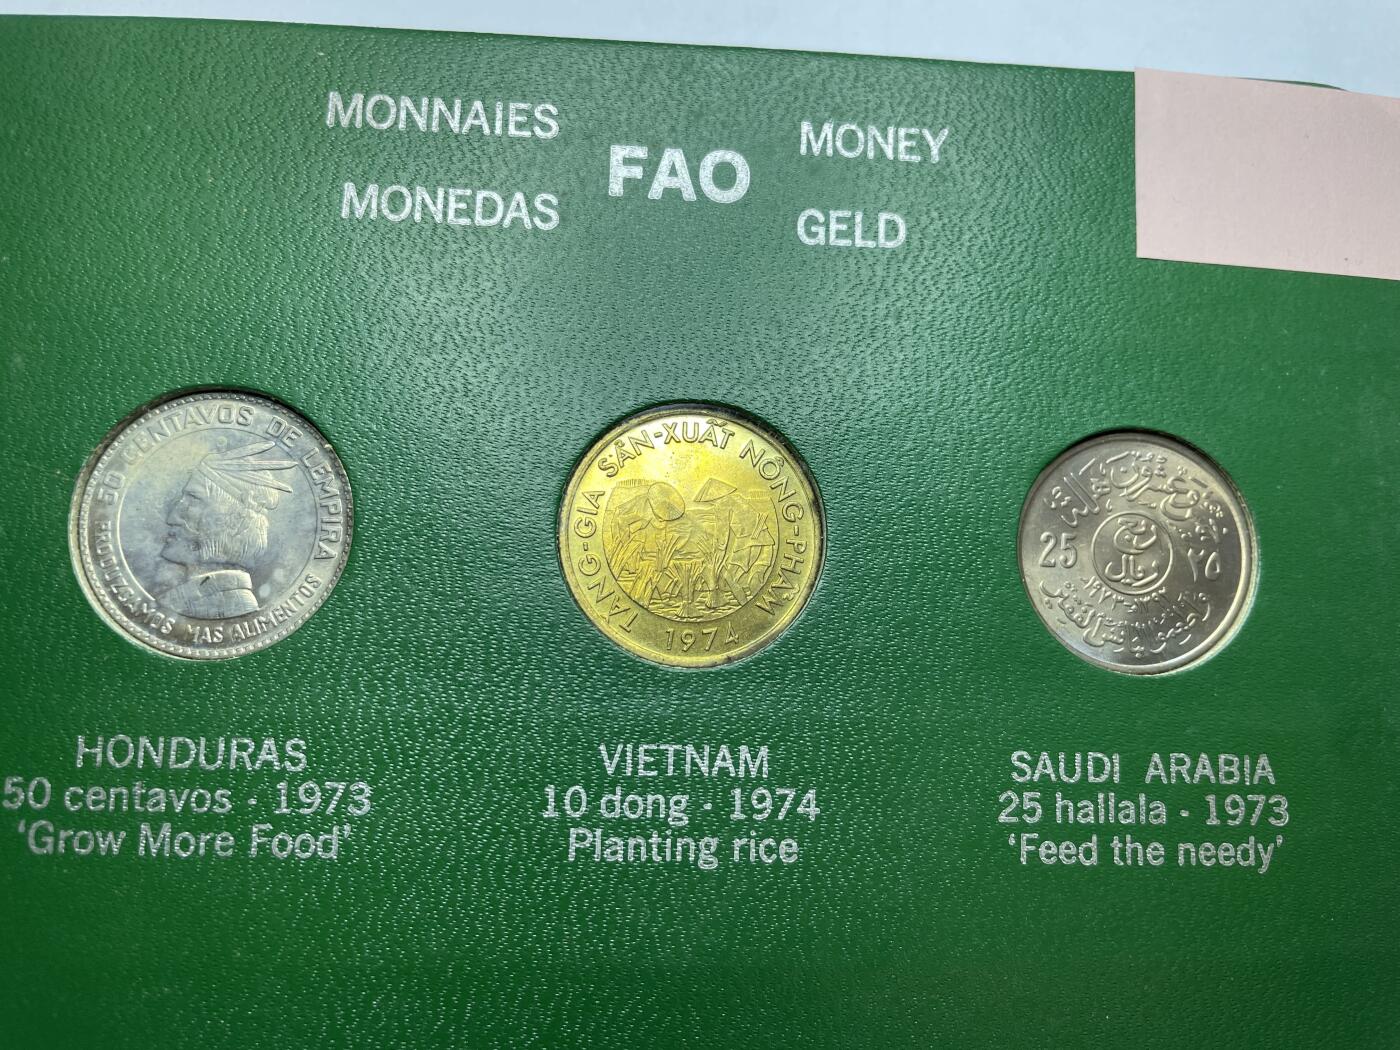 MONNAIES
MONEDAS
FAO
MONEY
GELD
50 CENTAVOS DE LEMPIRA
PRODUZCAMOS MAS ALIMENTOS
TĂNG-GIA SẢN-XUẤT NÔNG-PHẨM
1974
25
٢٥
ريال
HONDURAS
50 centavos · 1973
‘Grow More Food’
VIETNAM
10 dong · 1974
Planting rice
SAUDI ARABIA
25 hallala · 1973
‘Feed the needy’